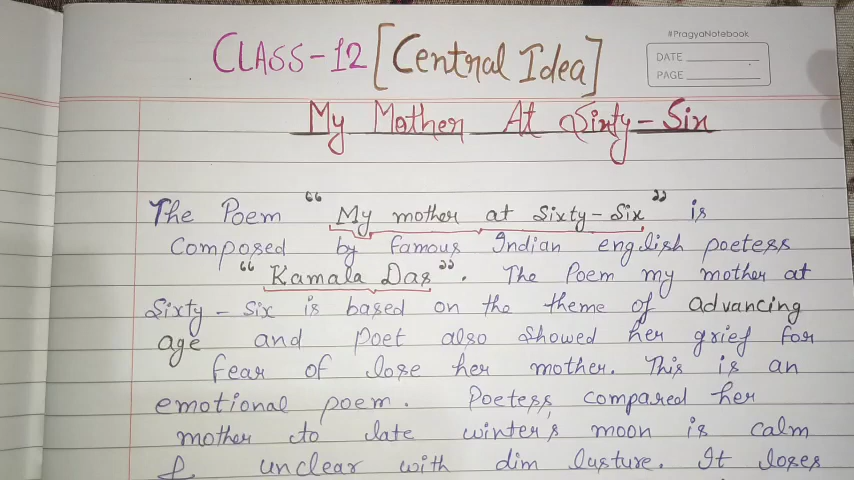 #PragyaNotebook
CLASS-12 [Central Idea]
DATE
PAGE
My Mother At Sixty-Six
The Poem "My mother at Sixty-Six" is
composed by famous Indian english poetess
"Kamala Das". The Poem my mother at
Sixty-Six is based on the theme of advancing
age and poet also showed her grief for
fear of lose her mother. This is an
emotional poem. Poetess compared her
mother to late winter's moon is calm
& unclear with dim lusture. It loses